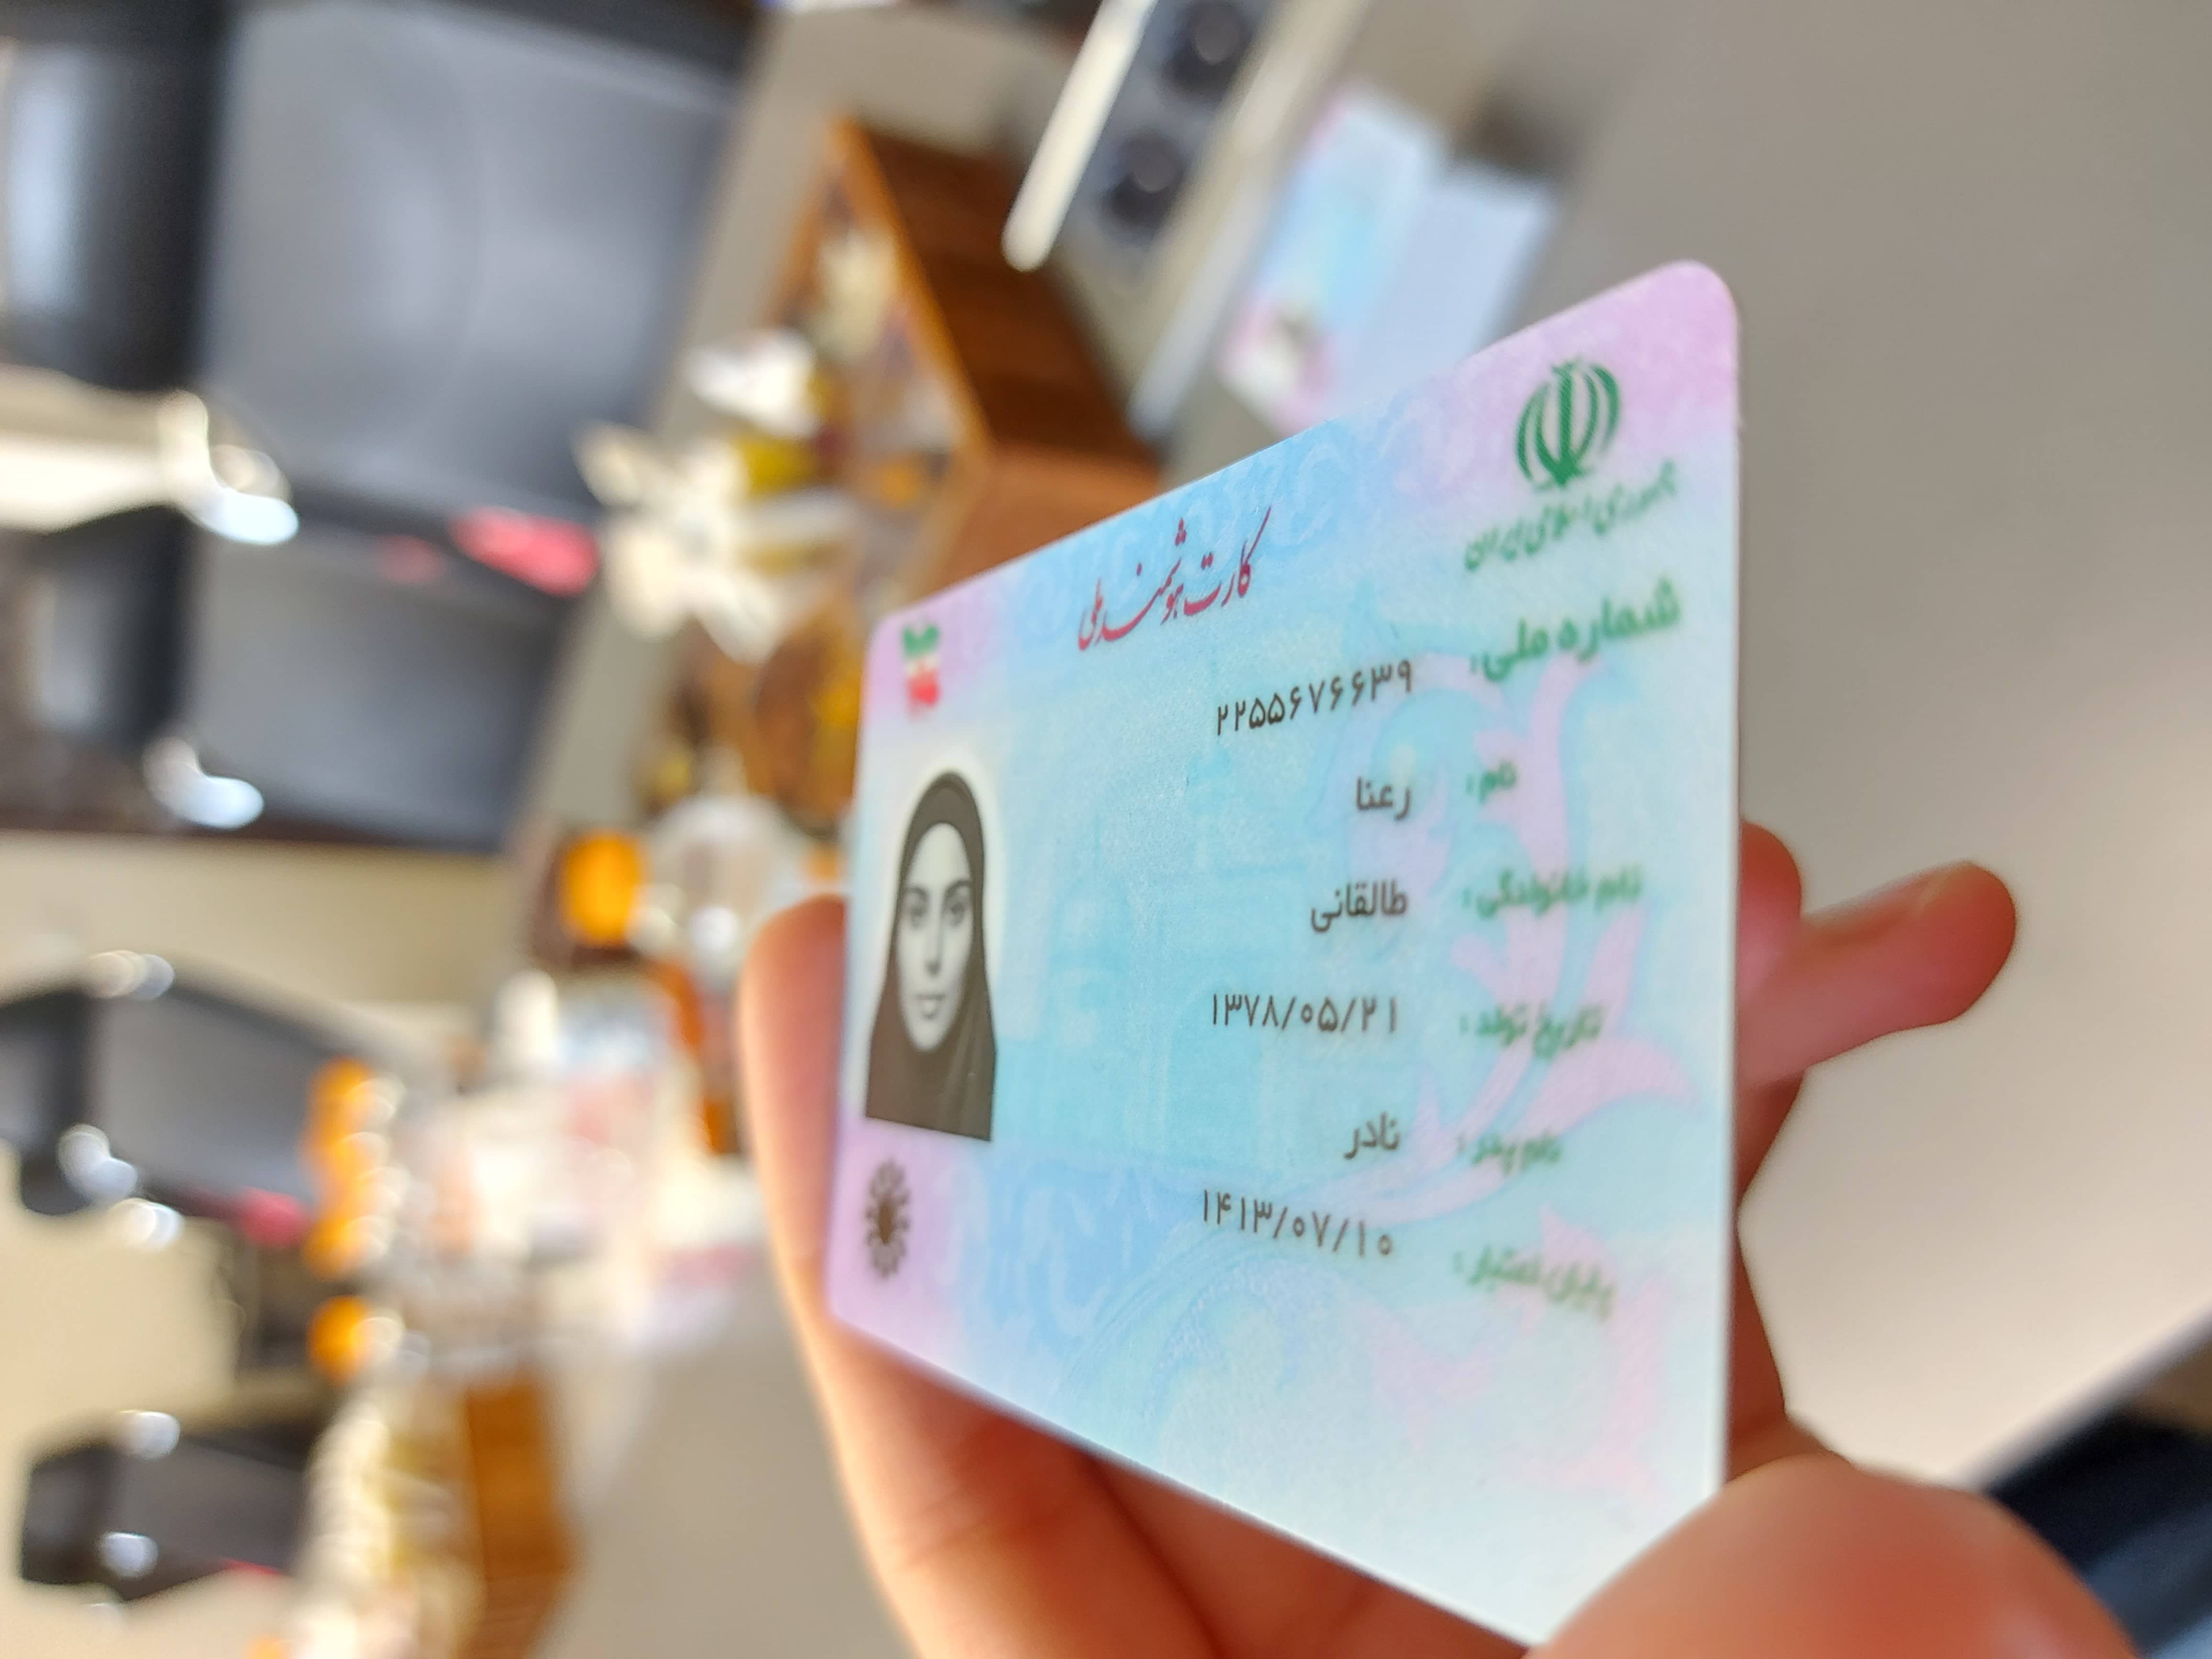 جمهوری اسلامی ایران
کارت هوشمند ملی
شماره ملی: ۲۲۵۵۶۷۶۶۳۹
نام: رعنا
نام خانوادگی: طالقانی
تاریخ تولد: ۱۳۷۸/۰۵/۲۱
نام پدر: نادر
پایان اعتبار: ۱۴۱۳/۰۷/۱۰